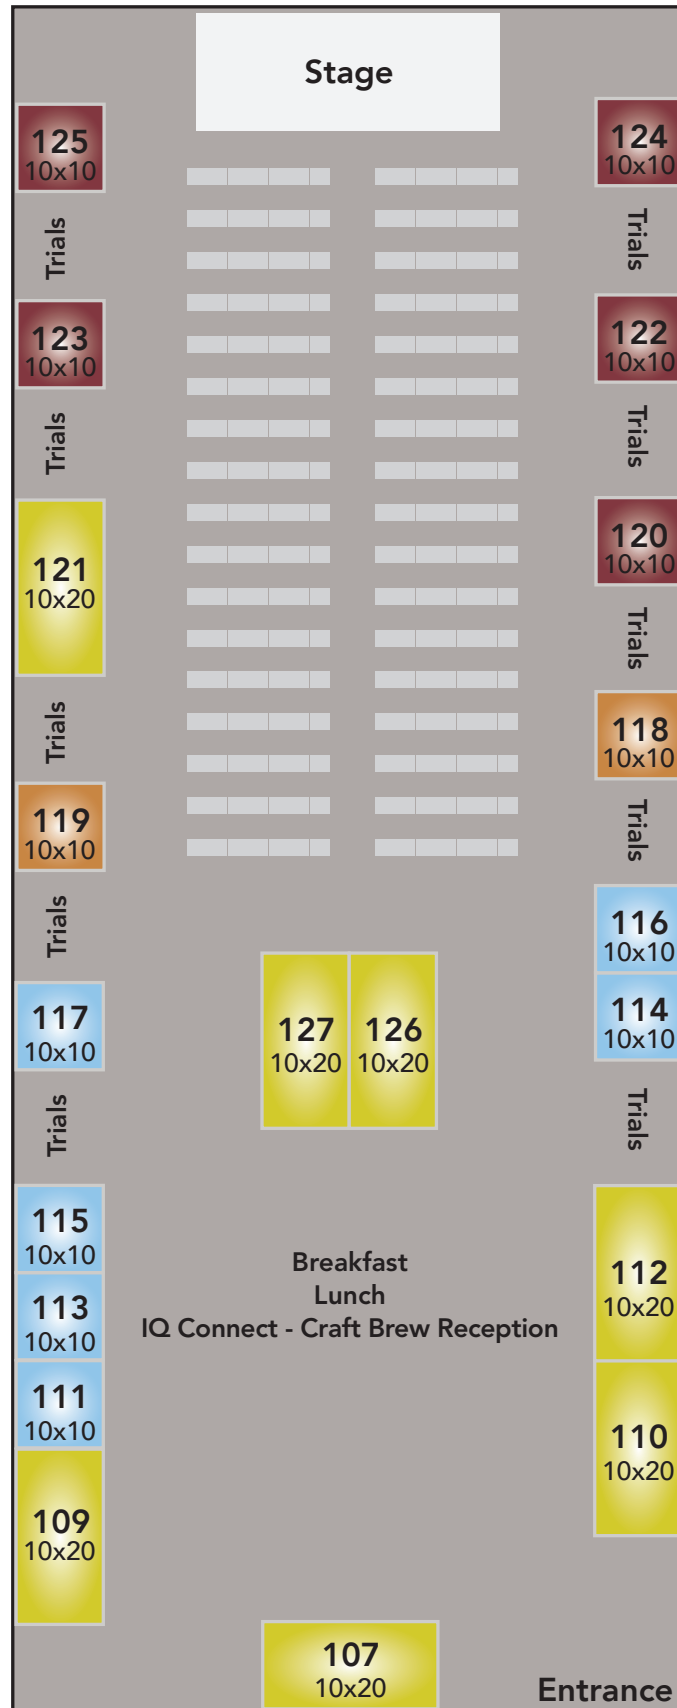 Stage
125
10x10
124
10x10
Trials
Trials
123
10x10
122
10x10
Trials
Trials
121
10x20
120
10x10
Trials
Trials
118
10x10
119
10x10
Trials
Trials
116
10x10
117
10x10
127
10x20
126
10x20
114
10x10
Trials
Trials
115
10x10
112
10x20
Breakfast
Lunch
IQ Connect - Craft Brew Reception
113
10x10
111
10x10
110
10x20
109
10x20
107
10x20
Entrance